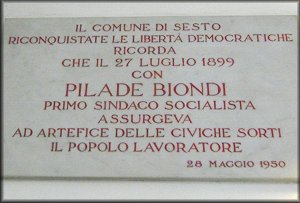 IL COMUNE DI SESTO
RICONQUISTATE LE LIBERTÀ DEMOCRATICHE
RICORDA
CHE IL 27 LUGLIO 1899
CON
PILADE BIONDI
PRIMO SINDACO SOCIALISTA
ASSURGEVA
AD ARTEFICE DELLE CIVICHE SORTI
IL POPOLO LAVORATORE
28 MAGGIO 1950